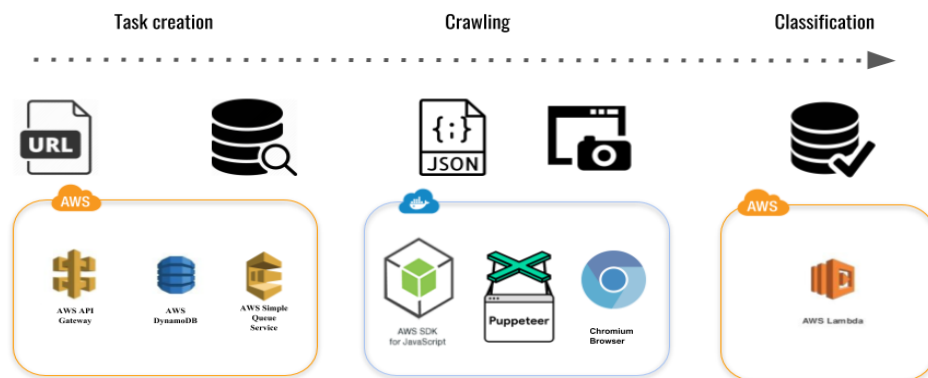 Task creation
Crawling
Classification
URL
{;}
JSON
AWS
AWS
AWS API
Gateway
AWS
DynamoDB
AWS Simple
Queue
Service
AWS SDK
for JavaScript
Puppeteer
Chromium
Browser
AWS Lambda